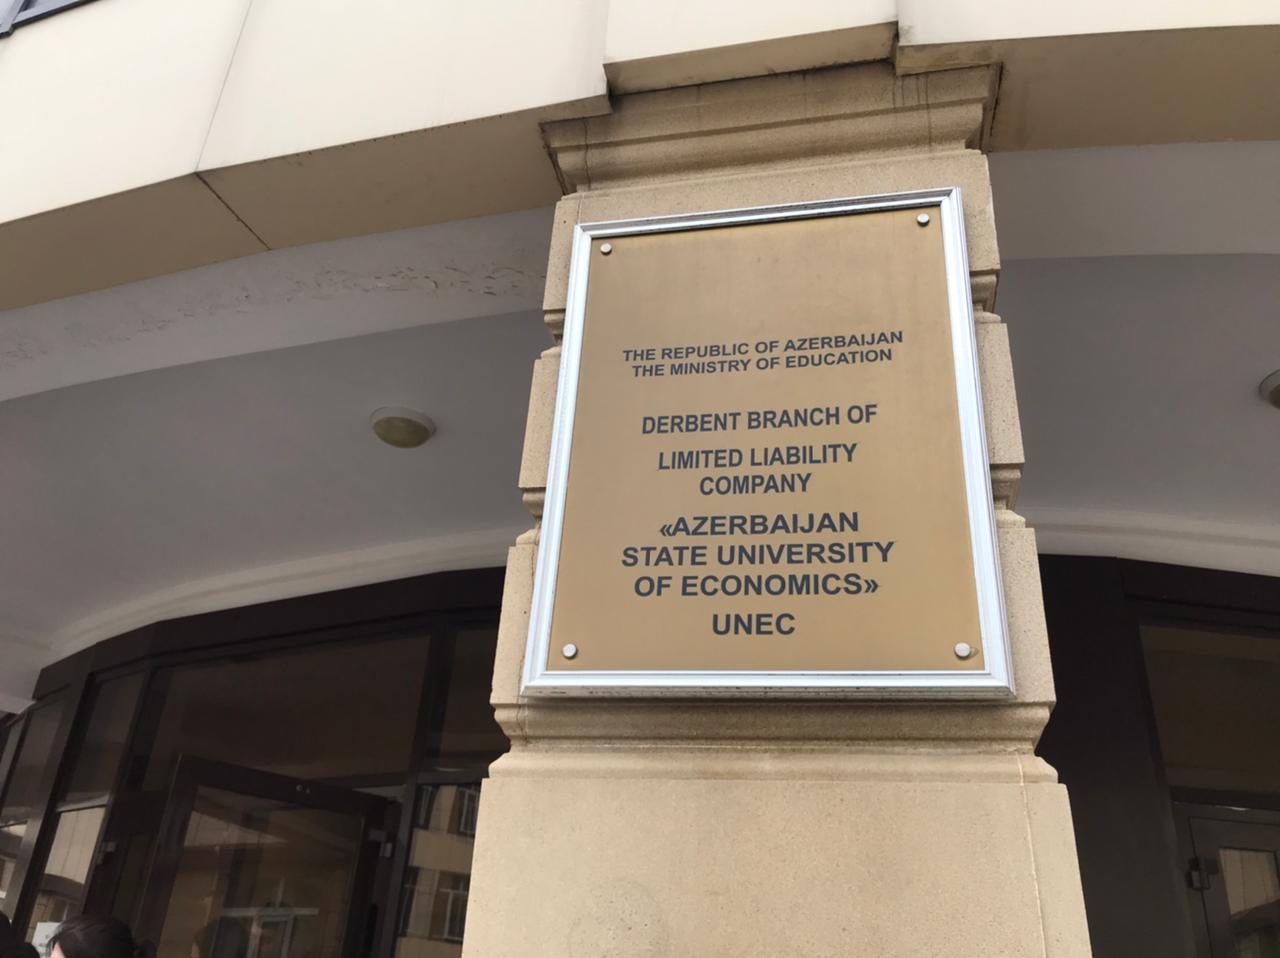 THE REPUBLIC OF AZERBAIJAN
THE MINISTRY OF EDUCATION
DERBENT BRANCH OF
LIMITED LIABILITY
COMPANY
«AZERBAIJAN
STATE UNIVERSITY
OF ECONOMICS»
UNEC